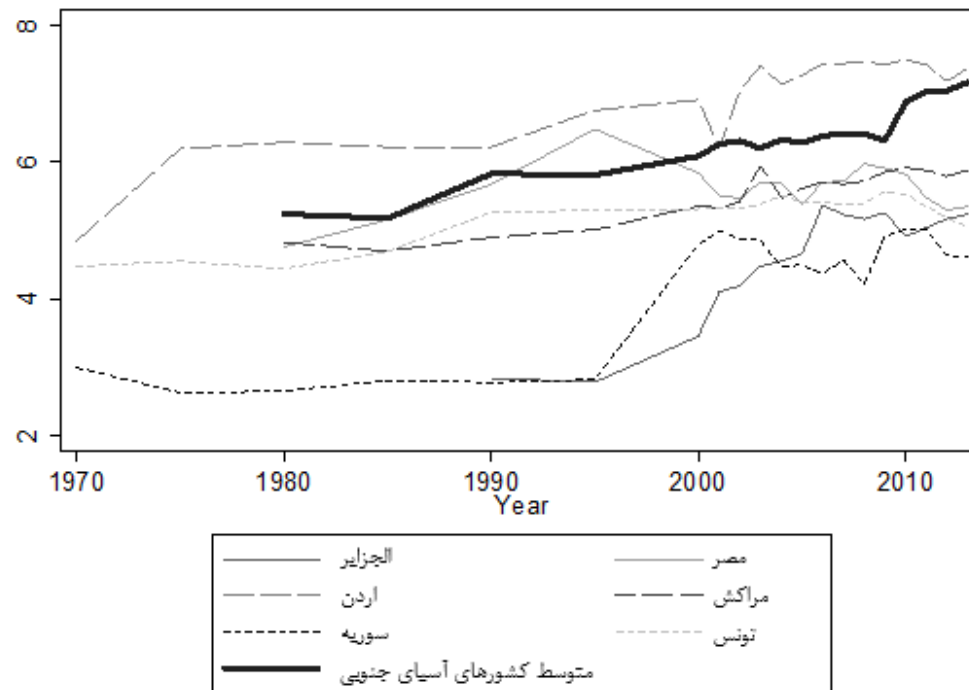 8
6
4
2
1970 1980 1990 2000 2010
Year
الجزایر مصر
اردن مراکش
سوریه تونس
متوسط کشورهای آسیای جنوبی